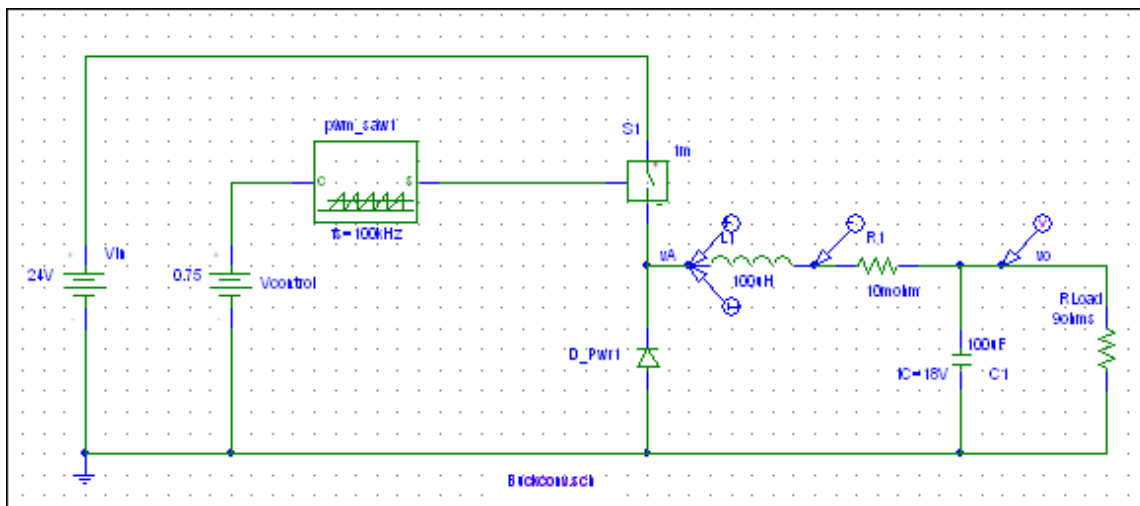 pwm_saw1
C
S
fs=100kHz
S1
1m
Vin
24V
0.75
Vcontrol
vA
L1
100uH
R1
10mohm
V
vo
RLoad
9ohms
D_Pwr1
100uF
IC=18V
C1
Buckconv.sch